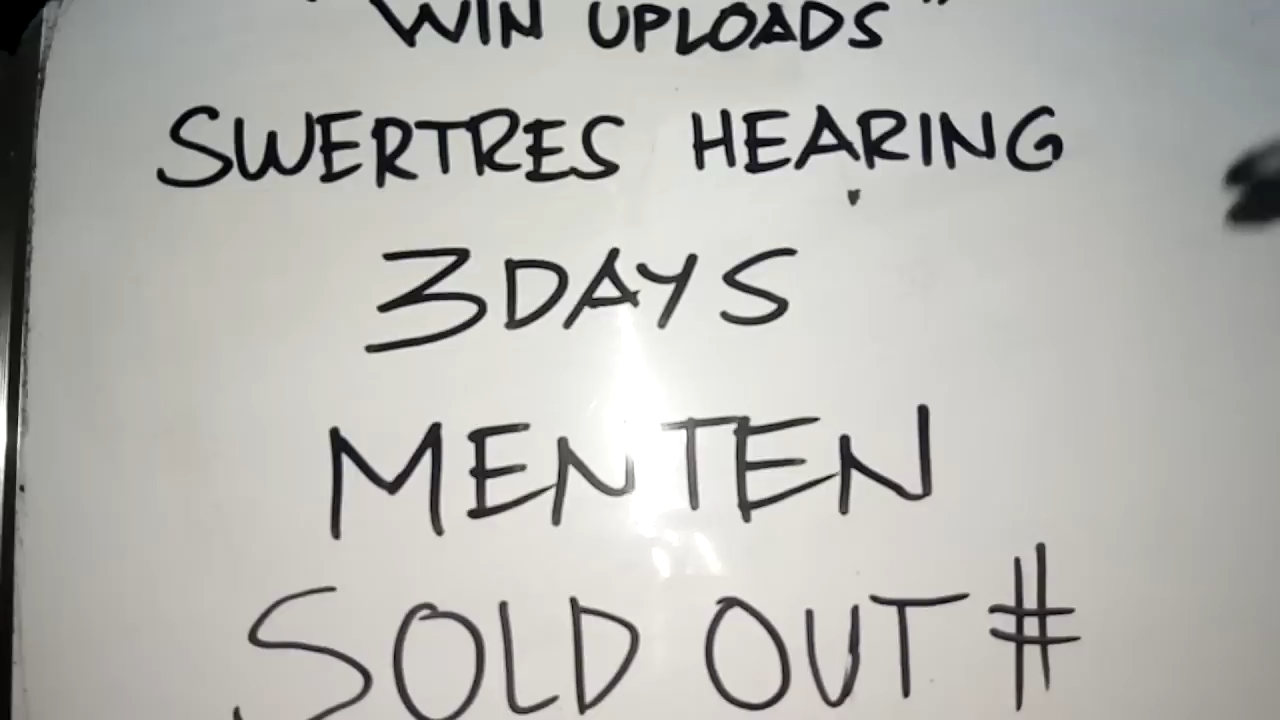 "WIN UPLOADS"
SWERTRES HEARING
3DAYS
MENTEN
SOLD OUT #